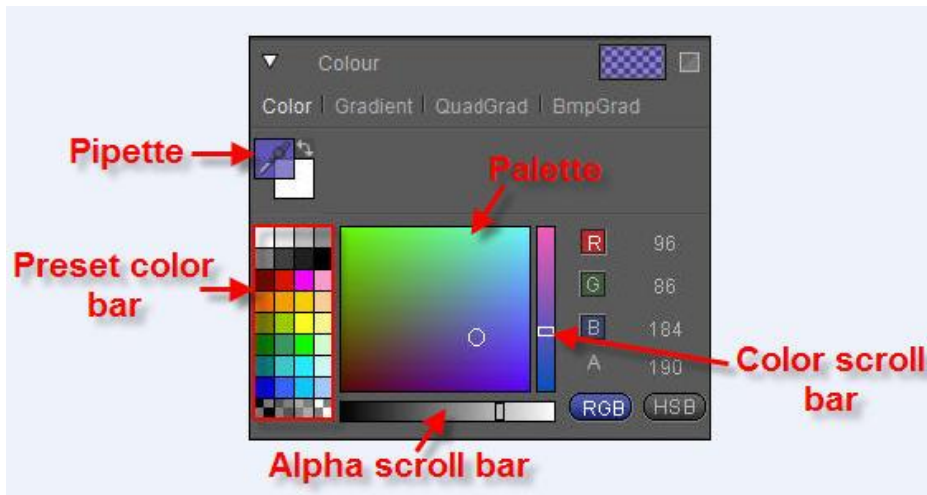 Colour
Color | Gradient | QuadGrad | BmpGrad
Pipette
Palette
R 96
Preset color
bar
G 86
B 184
Color scroll
bar
A 190
RGB HSB
Alpha scroll bar